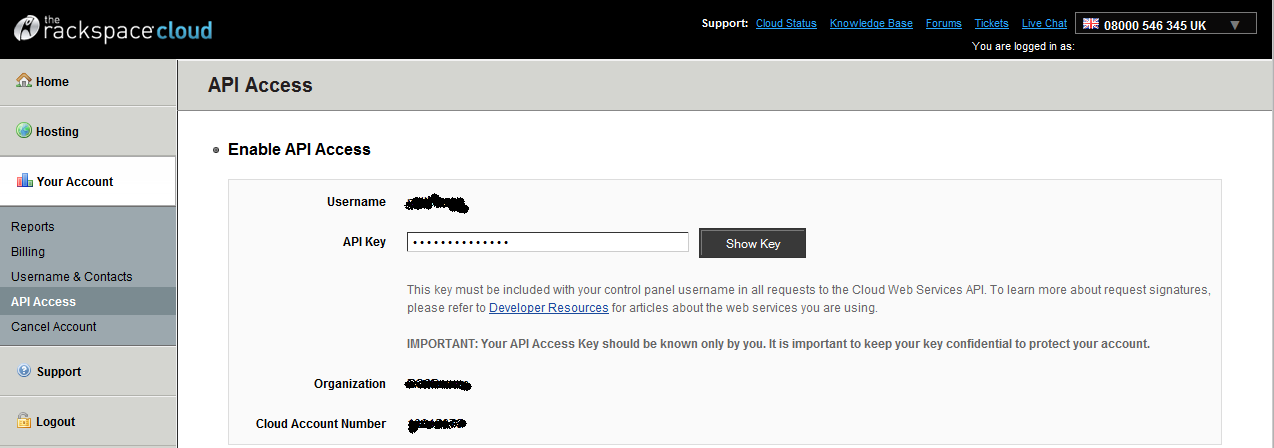 the
rackspacecloud
Support: Cloud Status Knowledge Base Forums Tickets Live Chat 08000 546 345 UK
You are logged in as:
Home
Hosting
Your Account
Reports
Billing
Username & Contacts
API Access
Cancel Account
Support
Logout
API Access
Enable API Access
Username
API Key •••••••••••••• Show Key
This key must be included with your control panel username in all requests to the Cloud Web Services API. To learn more about request signatures,
please refer to Developer Resources for articles about the web services you are using.
IMPORTANT: Your API Access Key should be known only by you. It is important to keep your key confidential to protect your account.
Organization
Cloud Account Number